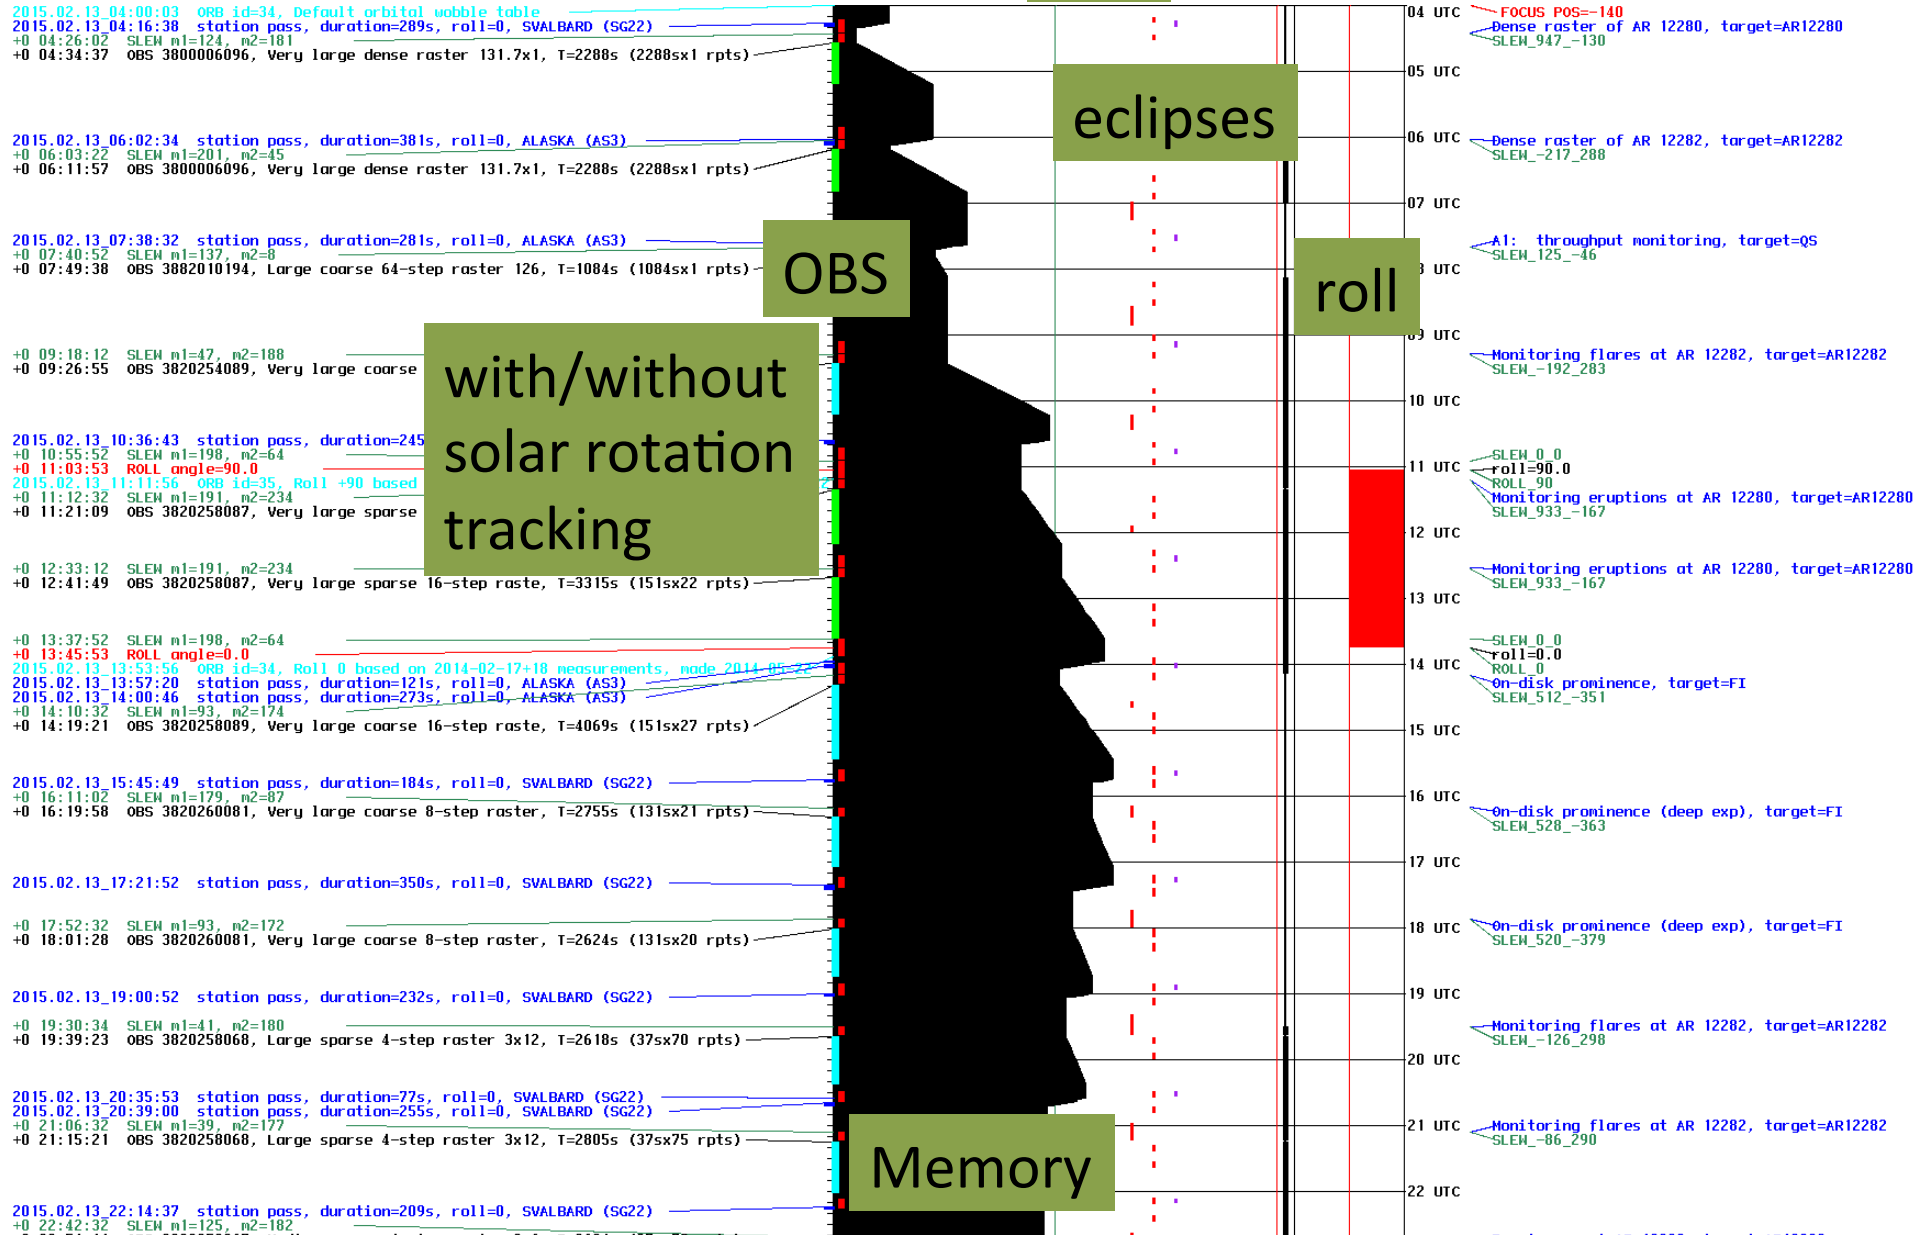 2015.02.13_04:00:03 ORB id=34, Default orbital wobble table
2015.02.13_04:16:38 station pass, duration=289s, roll=0, SVALBARD (SG22)
+0 04:26:02 SLEW m1=124, m2=181
+0 04:34:37 OBS 3800006096, Very large dense raster 131.7x1, T=2288s (2288sx1 rpts)
2015.02.13_06:02:34 station pass, duration=381s, roll=0, ALASKA (AS3)
+0 06:03:22 SLEW m1=201, m2=45
+0 06:11:57 OBS 3800006096, Very large dense raster 131.7x1, T=2288s (2288sx1 rpts)
2015.02.13_07:38:32 station pass, duration=281s, roll=0, ALASKA (AS3)
+0 07:40:52 SLEW m1=137, m2=8
+0 07:49:38 OBS 3882010194, Large coarse 64-step raster 126, T=1084s (1084sx1 rpts)
+0 09:18:12 SLEW m1=47, m2=188
+0 09:26:55 OBS 3820254089, Very large coarse
2015.02.13_10:36:43 station pass, duration=245
+0 10:55:52 SLEW m1=198, m2=64
+0 11:03:53 ROLL angle=90.0
2015.02.13_11:11:56 ORB id=35, Roll +90 based
+0 11:12:32 SLEW m1=191, m2=234
+0 11:21:09 OBS 3820258087, Very large sparse
+0 12:33:12 SLEW m1=191, m2=234
+0 12:41:49 OBS 3820258087, Very large sparse 16-step raste, T=3315s (151sx22 rpts)
+0 13:37:52 SLEW m1=198, m2=64
+0 13:45:53 ROLL angle=0.0
2015.02.13_13:53:56 ORB id=34, Roll 0 based on 2014-02-17+18 measurements, made 2014-05-22
2015.02.13_13:57:20 station pass, duration=121s, roll=0, ALASKA (AS3)
2015.02.13_14:00:46 station pass, duration=273s, roll=0, ALASKA (AS3)
+0 14:10:32 SLEW m1=93, m2=174
+0 14:19:21 OBS 3820258089, Very large coarse 16-step raste, T=4069s (151sx27 rpts)
2015.02.13_15:45:49 station pass, duration=184s, roll=0, SVALBARD (SG22)
+0 16:11:02 SLEW m1=179, m2=87
+0 16:19:58 OBS 3820260081, Very large coarse 8-step raster, T=2755s (131sx21 rpts)
2015.02.13_17:21:52 station pass, duration=350s, roll=0, SVALBARD (SG22)
+0 17:52:32 SLEW m1=93, m2=172
+0 18:01:28 OBS 3820260081, Very large coarse 8-step raster, T=2624s (131sx20 rpts)
2015.02.13_19:00:52 station pass, duration=232s, roll=0, SVALBARD (SG22)
+0 19:30:34 SLEW m1=41, m2=180
+0 19:39:23 OBS 3820258068, Large sparse 4-step raster 3x12, T=2618s (37sx70 rpts)
2015.02.13_20:35:53 station pass, duration=77s, roll=0, SVALBARD (SG22)
2015.02.13_20:39:00 station pass, duration=255s, roll=0, SVALBARD (SG22)
+0 21:06:32 SLEW m1=39, m2=177
+0 21:15:21 OBS 3820258068, Large sparse 4-step raster 3x12, T=2805s (37sx75 rpts)
2015.02.13_22:14:37 station pass, duration=209s, roll=0, SVALBARD (SG22)
+0 22:42:32 SLEW m1=125, m2=182
with/without
solar rotation
tracking
OBS
Memory
eclipses
roll
04 UTC
05 UTC
06 UTC
07 UTC
UTC
UTC
10 UTC
11 UTC
12 UTC
13 UTC
14 UTC
15 UTC
16 UTC
17 UTC
18 UTC
19 UTC
20 UTC
21 UTC
22 UTC
FOCUS POS=-140
Dense raster of AR 12280, target=AR12280
SLEW_947_-130
Dense raster of AR 12282, target=AR12282
SLEW_-217_288
A1: throughput monitoring, target=QS
SLEW_125_-46
Monitoring flares at AR 12282, target=AR12282
SLEW_-192_283
SLEW_0_0
roll=90.0
ROLL_90
Monitoring eruptions at AR 12280, target=AR12280
SLEW_933_-167
Monitoring eruptions at AR 12280, target=AR12280
SLEW_933_-167
SLEW_0_0
roll=0.0
ROLL_0
On-disk prominence, target=FI
SLEW_512_-351
On-disk prominence (deep exp), target=FI
SLEW_528_-363
On-disk prominence (deep exp), target=FI
SLEW_520_-379
Monitoring flares at AR 12282, target=AR12282
SLEW_-126_298
Monitoring flares at AR 12282, target=AR12282
SLEW_-86_290